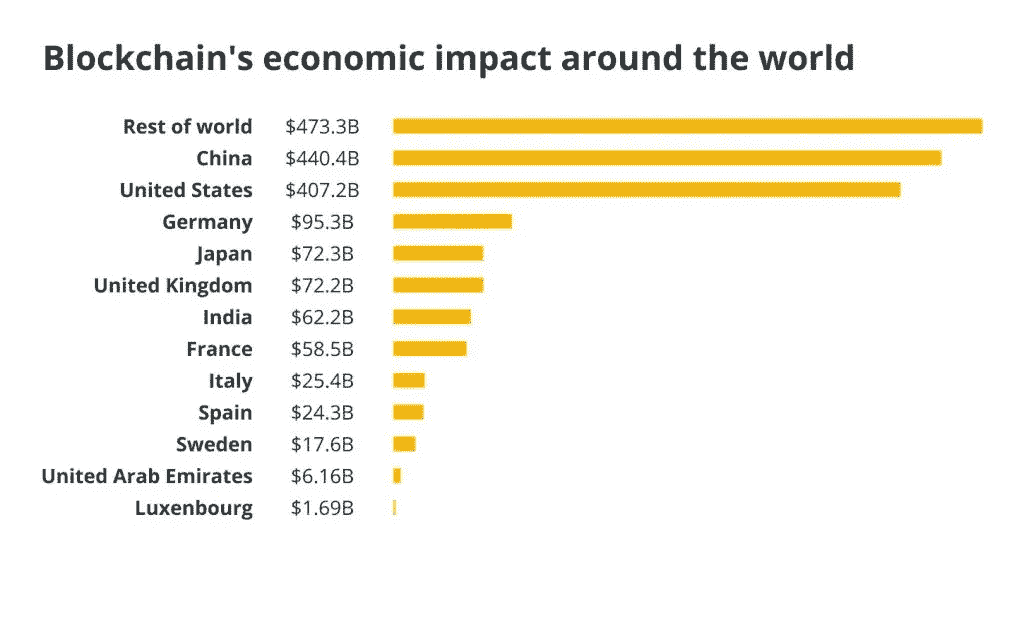 Blockchain's economic impact around the world
Rest of world $473.3B
China $440.4B
United States $407.2B
Germany $95.3B
Japan $72.3B
United Kingdom $72.2B
India $62.2B
France $58.5B
Italy $25.4B
Spain $24.3B
Sweden $17.6B
United Arab Emirates $6.16B
Luxenbourg $1.69B